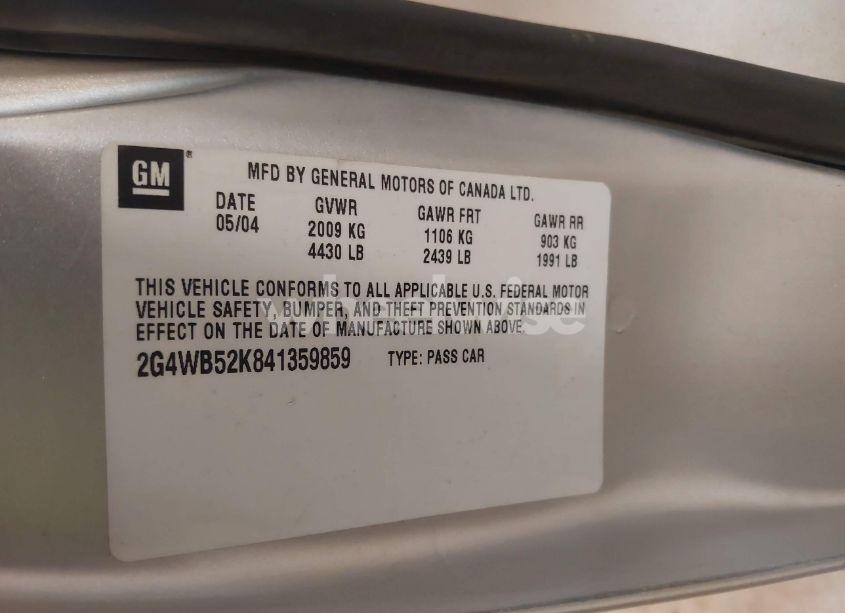 GM®
MFD BY GENERAL MOTORS OF CANADA LTD.
DATE GVWR GAWR FRT GAWR RR
05/04 2009 KG 1106 KG 903 KG
4430 LB 2439 LB 1991 LB
THIS VEHICLE CONFORMS TO ALL APPLICABLE U.S. FEDERAL MOTOR
VEHICLE SAFETY, BUMPER, AND THEFT PREVENTION STANDARDS IN
EFFECT ON THE DATE OF MANUFACTURE SHOWN ABOVE.
2G4WB52K841359859 TYPE: PASS CAR